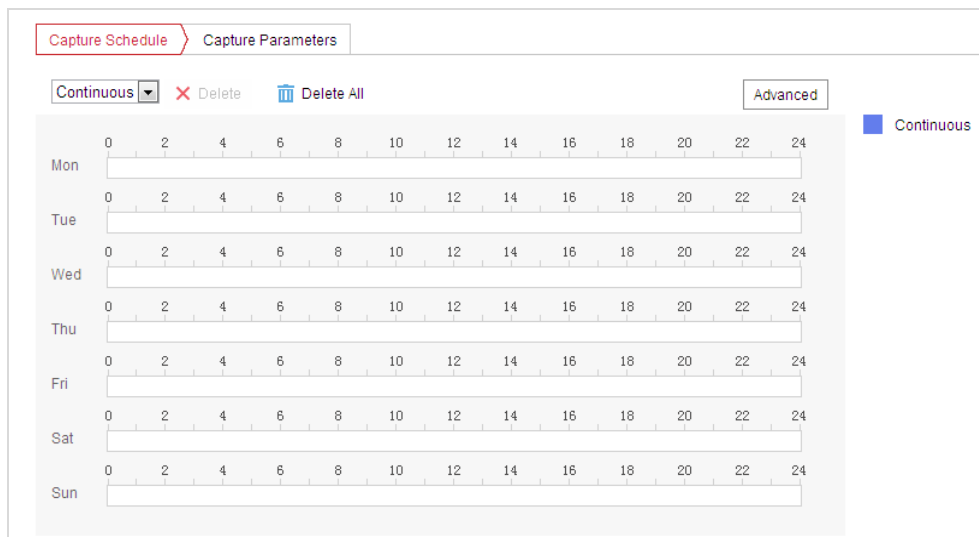 Capture Schedule Capture Parameters
Continuous Delete Delete All Advanced
Continuous
0 2 4 6 8 10 12 14 16 18 20 22 24
Mon
0 2 4 6 8 10 12 14 16 18 20 22 24
Tue
0 2 4 6 8 10 12 14 16 18 20 22 24
Wed
0 2 4 6 8 10 12 14 16 18 20 22 24
Thu
0 2 4 6 8 10 12 14 16 18 20 22 24
Fri
0 2 4 6 8 10 12 14 16 18 20 22 24
Sat
0 2 4 6 8 10 12 14 16 18 20 22 24
Sun